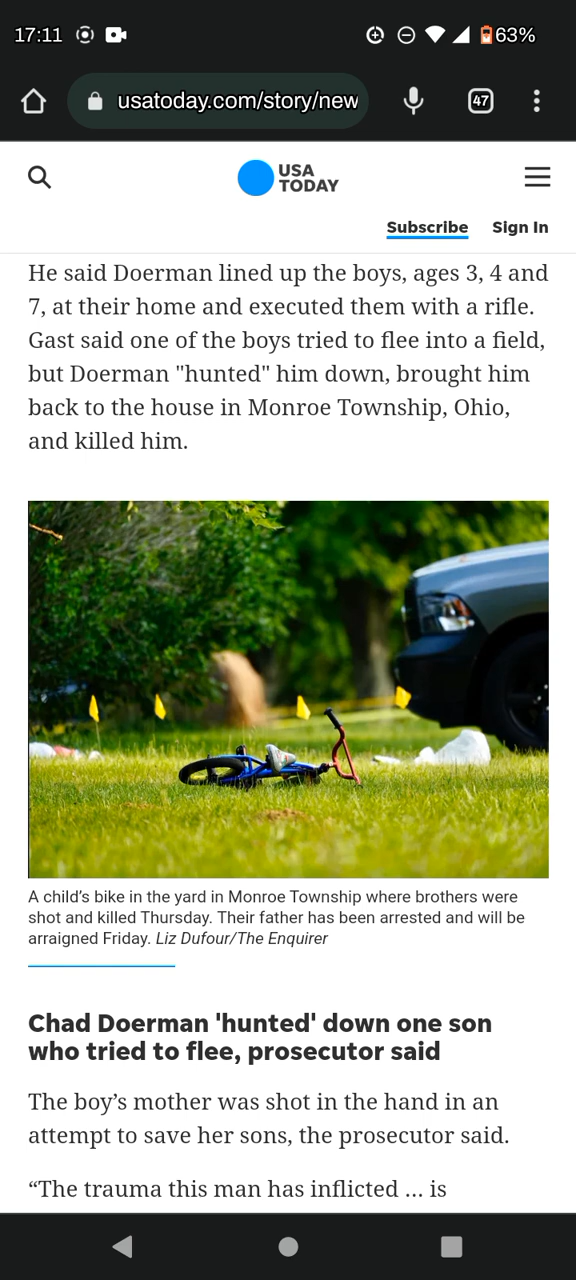 17:11
63%
usatoday.com/story/new
47
USA
TODAY
Subscribe Sign In
He said Doerman lined up the boys, ages 3, 4 and
7, at their home and executed them with a rifle.
Gast said one of the boys tried to flee into a field,
but Doerman "hunted" him down, brought him
back to the house in Monroe Township, Ohio,
and killed him.
A child’s bike in the yard in Monroe Township where brothers were
shot and killed Thursday. Their father has been arrested and will be
arraigned Friday. Liz Dufour/The Enquirer
Chad Doerman 'hunted' down one son
who tried to flee, prosecutor said
The boy’s mother was shot in the hand in an
attempt to save her sons, the prosecutor said.
“The trauma this man has inflicted … is